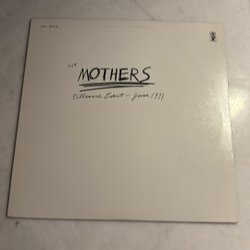 THE
MOTHERS
Fillmore East - June 1971